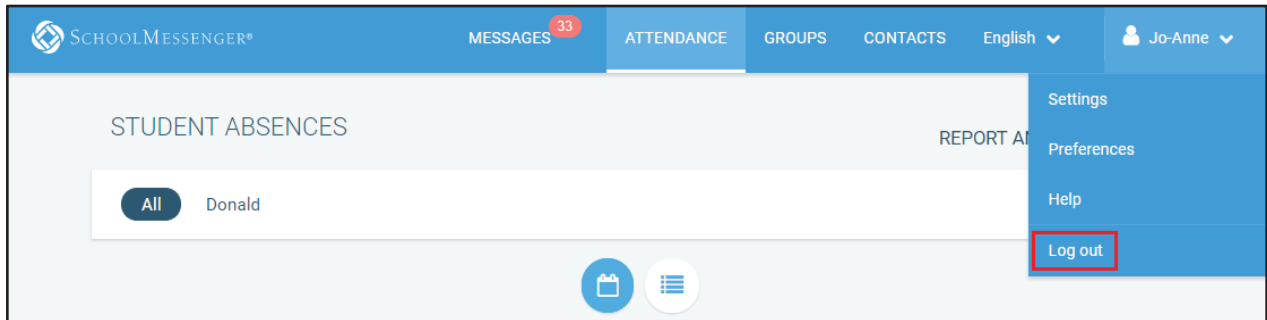 SCHOOLMESSENGER® MESSAGES 33 ATTENDANCE GROUPS CONTACTS English Jo-Anne
Settings
STUDENT ABSENCES
REPORT
Preferences
All Donald
Help
Log out